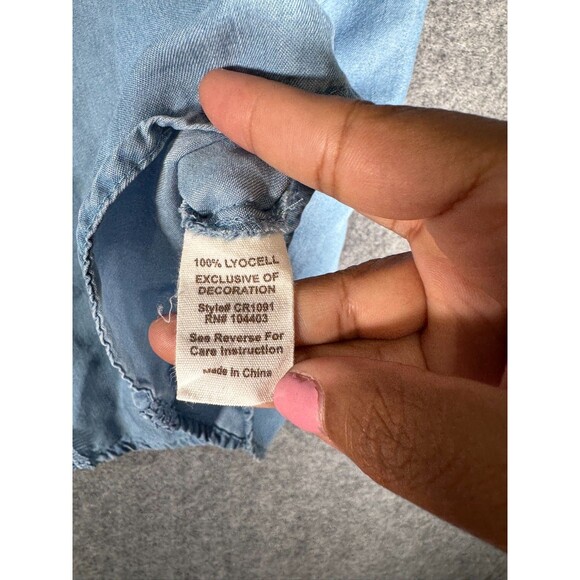 100% LYOCELL
EXCLUSIVE OF
DECORATION
Style# CR1091
RN# 104403
See Reverse For
Care Instruction
Made in China